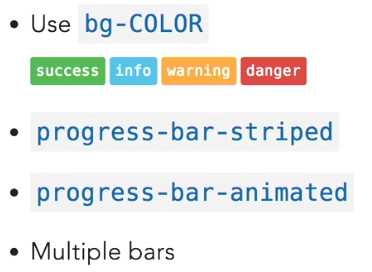 Use bg-COLOR
success info warning danger
progress-bar-striped
progress-bar-animated
Multiple bars